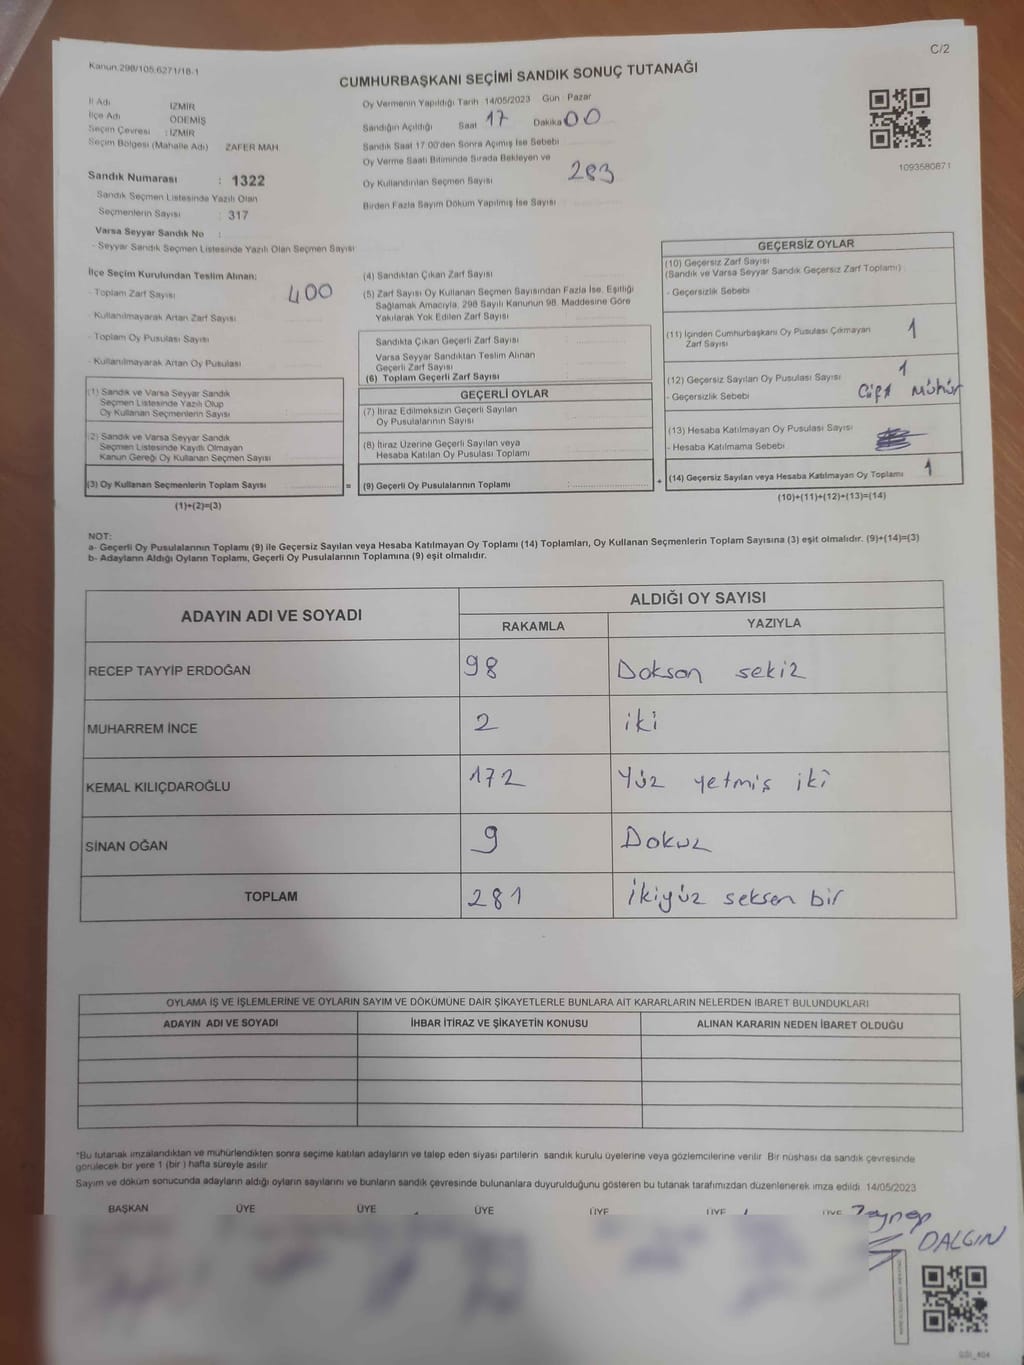 C/2
Kanun 298/105,6271/18-1
CUMHURBAŞKANI SEÇİMİ SANDIK SONUÇ TUTANAĞI
İl Adı İZMİR
İlçe Adı ÖDEMİŞ
Seçim Çevresi : İZMİR
Seçim Bölgesi (Mahalle Adı) ZAFER MAH
Sandık Numarası : 1322
Sandık Seçmen Listesinde Yazılı Olan
Seçmenlerin Sayısı : 317
Varsa Seyyar Sandık No :
- Seyyar Sandık Seçmen Listesinde Yazılı Olan Seçmen Sayısı
Oy Vermenin Yapıldığı Tarih 14/05/2023 Gün Pazar
Sandığın Açıldığı Saat 17 Dakika 00
Sandık Saat 17.00'den Sonra Açımış İse Sebebi
Oy Verme Saati Bitiminde Sırada Bekleyen ve
Oy Kullandırılan Seçmen Sayısı 283
Birden Fazla Sayım Döküm Yapılmış İse Sayısı
1093580871
İlçe Seçim Kurulundan Teslim Alınan:
- Toplam Zarf Sayısı 400
- Kullanılmayarak Artan Zarf Sayısı
- Toplam Oy Pusulası
- Kullanılmayarak Artan Oy Pusulası
(1) Sandık ve Varsa Seyyar Sandık
Seçmen Listesinde Yazılı Olup
Oy Kullanan Seçmenlerin Sayısı :
(2) Sandık ve Varsa Seyyar Sandık
Seçmen Listesinde Kayıtlı Olmayan
Kanun Gereği Oy Kullanan Seçmen Sayısı
(3) Oy Kullanan Seçmenlerin Toplam Sayısı =
(1)+(2)=(3)
(4) Sandıktan Çıkan Zarf Sayısı
(5) Zarf Sayısı Oy Kullanan Seçmen Sayısından Fazla İse, Eşitliği
Sağlamak Amacıyla, 298 Sayılı Kanunun 98. Maddesine Göre
Yakılarak Yok Edilen Zarf Sayısı
Sandıkta Çıkan Geçerli Zarf Sayısı
Varsa Seyyar Sandıktan Teslim Alınan
Geçerli Zarf Sayısı
(6) Toplam Geçerli Zarf Sayısı
GEÇERLİ OYLAR
(7) İtiraz Edilmeksizin Geçerli Sayılan
Oy Pusulalarının Sayısı
(8) İtiraz Üzerine Geçerli Sayılan veya
Hesaba Katılan Oy Pusulası Toplamı
(9) Geçerli Oy Pusulalarının Toplamı : +
GEÇERSİZ OYLAR
(10) Geçersiz Zarf Sayısı
(Sandık ve Varsa Seyyar Sandık Geçersiz Zarf Toplamı)
- Geçersizlik Sebebi
(11) İçinden Cumhurbaşkanı Oy Pusulası Çıkmayan 1
Zarf Sayısı
(12) Geçersiz Sayılan Oy Pusulası Sayısı 1
- Geçersizlik Sebebi Çift Mühür
(13) Hesaba Katılmayan Oy Pusulası Sayısı
- Hesaba Katılmama Sebebi
(14) Geçersiz Sayılan veya Hesaba Katılmayan Oy Toplamı 1
(10)+(11)+(12)+(13)=(14)
NOT:
a- Geçerli Oy Pusulalarının Toplamı (9) ile Geçersiz Sayılan veya Hesaba Katılmayan Oy Toplamı (14) Toplamları, Oy Kullanan Seçmenlerin Toplam Sayısına (3) eşit olmalıdır. (9)+(14)=(3)
b- Adayların Aldığı Oyların Toplamı, Geçerli Oy Pusulalarının Toplamına (9) eşit olmalıdır.
ADAYIN ADI VE SOYADI ALDIĞI OY SAYISI
RAKAMLA YAZIYLA
RECEP TAYYİP ERDOĞAN 98 Doksan sekiz
MUHARREM İNCE 2 iki
KEMAL KILIÇDAROĞLU 172 Yüz yetmiş iki
SİNAN OĞAN 9 Dokuz
TOPLAM 281 İkiyüz seksen bir
OYLAMA İŞ VE İŞLEMLERİNE VE OYLARIN SAYIM VE DÖKÜMÜNE DAİR ŞİKAYETLERLE BUNLARA AİT KARARLARIN NELERDEN İBARET BULUNDUKLARI
ADAYIN ADI VE SOYADI İHBAR İTİRAZ VE ŞİKAYETİN KONUSU ALINAN KARARIN NEDEN İBARET OLDUĞU
*Bu tutanak imzalandıktan ve mühürlendikten sonra seçime katılan adayların ve talep eden siyasi partilerin sandık kurulu üyelerine veya gözlemcilerine verilir. Bir nüshası da sandık çevresinde
görülecek bir yere 1 (bir ) hafta süreyle asılır.
Sayım ve döküm sonucunda adayların aldığı oyların sayılarını ve bunların sandık çevresinde bulunanlara duyurulduğunu gösteren bu tutanak tarafımızdan düzenlenerek imza edildi. 14/05/2023
BAŞKAN ÜYE ÜYE ÜYE ÜYE ÜYE ÜYE Zeynep
DALGIN